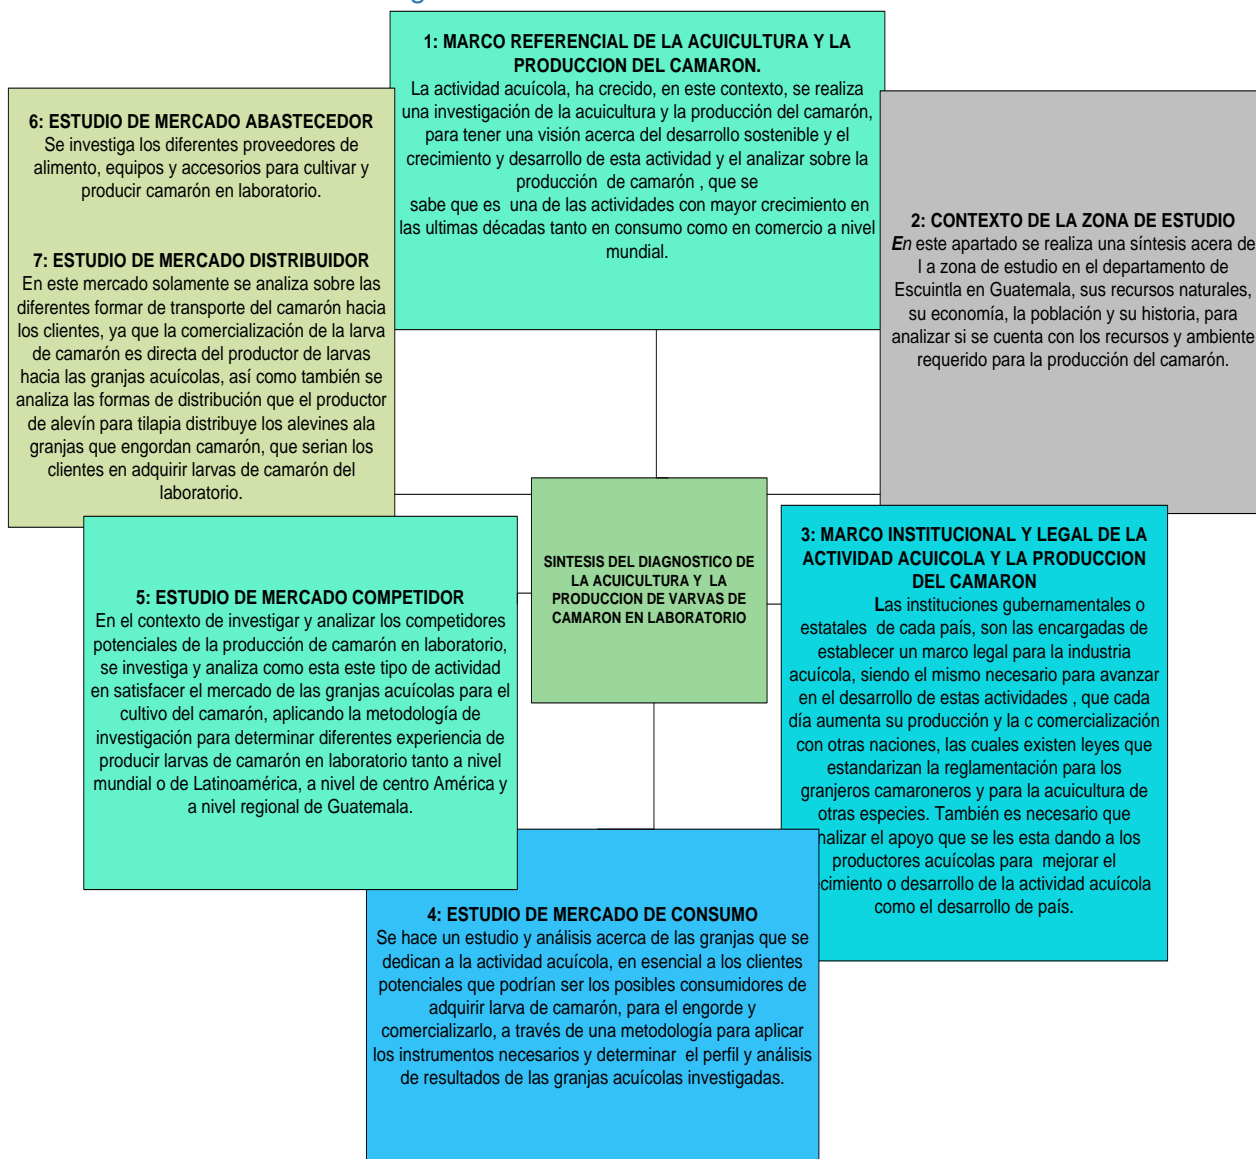 1: MARCO REFERENCIAL DE LA ACUICULTURA Y LA
PRODUCCION DEL CAMARON.
La actividad acuícola, ha crecido, en este contexto, se realiza
una investigación de la acuicultura y la producción del camarón,
para tener una visión acerca del desarrollo sostenible y el
crecimiento y desarrollo de esta actividad y el analizar sobre la
producción de camarón , que se
sabe que es una de las actividades con mayor crecimiento en
las ultimas décadas tanto en consumo como en comercio a nivel
mundial.
2: CONTEXTO DE LA ZONA DE ESTUDIO
En este apartado se realiza una síntesis acera de
l a zona de estudio en el departamento de
Escuintla en Guatemala, sus recursos naturales,
su economía, la población y su historia, para
analizar si se cuenta con los recursos y ambiente
requerido para la producción del camarón.
3: MARCO INSTITUCIONAL Y LEGAL DE LA
ACTIVIDAD ACUICOLA Y LA PRODUCCION
DEL CAMARON
Las instituciones gubernamentales o
estatales de cada país, son las encargadas de
establecer un marco legal para la industria
acuícola, siendo el mismo necesario para avanzar
en el desarrollo de estas actividades , que cada
día aumenta su producción y la c comercialización
con otras naciones, las cuales existen leyes que
estandarizan la reglamentación para los
granjeros camaroneros y para la acuicultura de
otras especies. También es necesario que
nalizar el apoyo que se les esta dando a los
productores acuícolas para mejorar el
cimiento o desarrollo de la actividad acuícola
como el desarrollo de país.
4: ESTUDIO DE MERCADO DE CONSUMO
Se hace un estudio y análisis acerca de las granjas que se
dedican a la actividad acuícola, en esencial a los clientes
potenciales que podrían ser los posibles consumidores de
adquirir larva de camarón, para el engorde y
comercializarlo, a través de una metodología para aplicar
los instrumentos necesarios y determinar el perfil y análisis
de resultados de las granjas acuícolas investigadas.
5: ESTUDIO DE MERCADO COMPETIDOR
En el contexto de investigar y analizar los competidores
potenciales de la producción de camarón en laboratorio,
se investiga y analiza como esta este tipo de actividad
en satisfacer el mercado de las granjas acuícolas para el
cultivo del camarón, aplicando la metodología de
investigación para determinar diferentes experiencia de
producir larvas de camarón en laboratorio tanto a nivel
mundial o de Latinoamérica, a nivel de centro América y
a nivel regional de Guatemala.
6: ESTUDIO DE MERCADO ABASTECEDOR
Se investiga los diferentes proveedores de
alimento, equipos y accesorios para cultivar y
producir camarón en laboratorio.
7: ESTUDIO DE MERCADO DISTRIBUIDOR
En este mercado solamente se analiza sobre las
diferentes formar de transporte del camarón hacia
los clientes, ya que la comercialización de la larva
de camarón es directa del productor de larvas
hacia las granjas acuícolas, así como también se
analiza las formas de distribución que el productor
de alevín para tilapia distribuye los alevines ala
granjas que engordan camarón, que serian los
clientes en adquirir larvas de camarón del
laboratorio.
SINTESIS DEL DIAGNOSTICO DE
LA ACUICULTURA Y LA
PRODUCCION DE VARVAS DE
CAMARON EN LABORATORIO